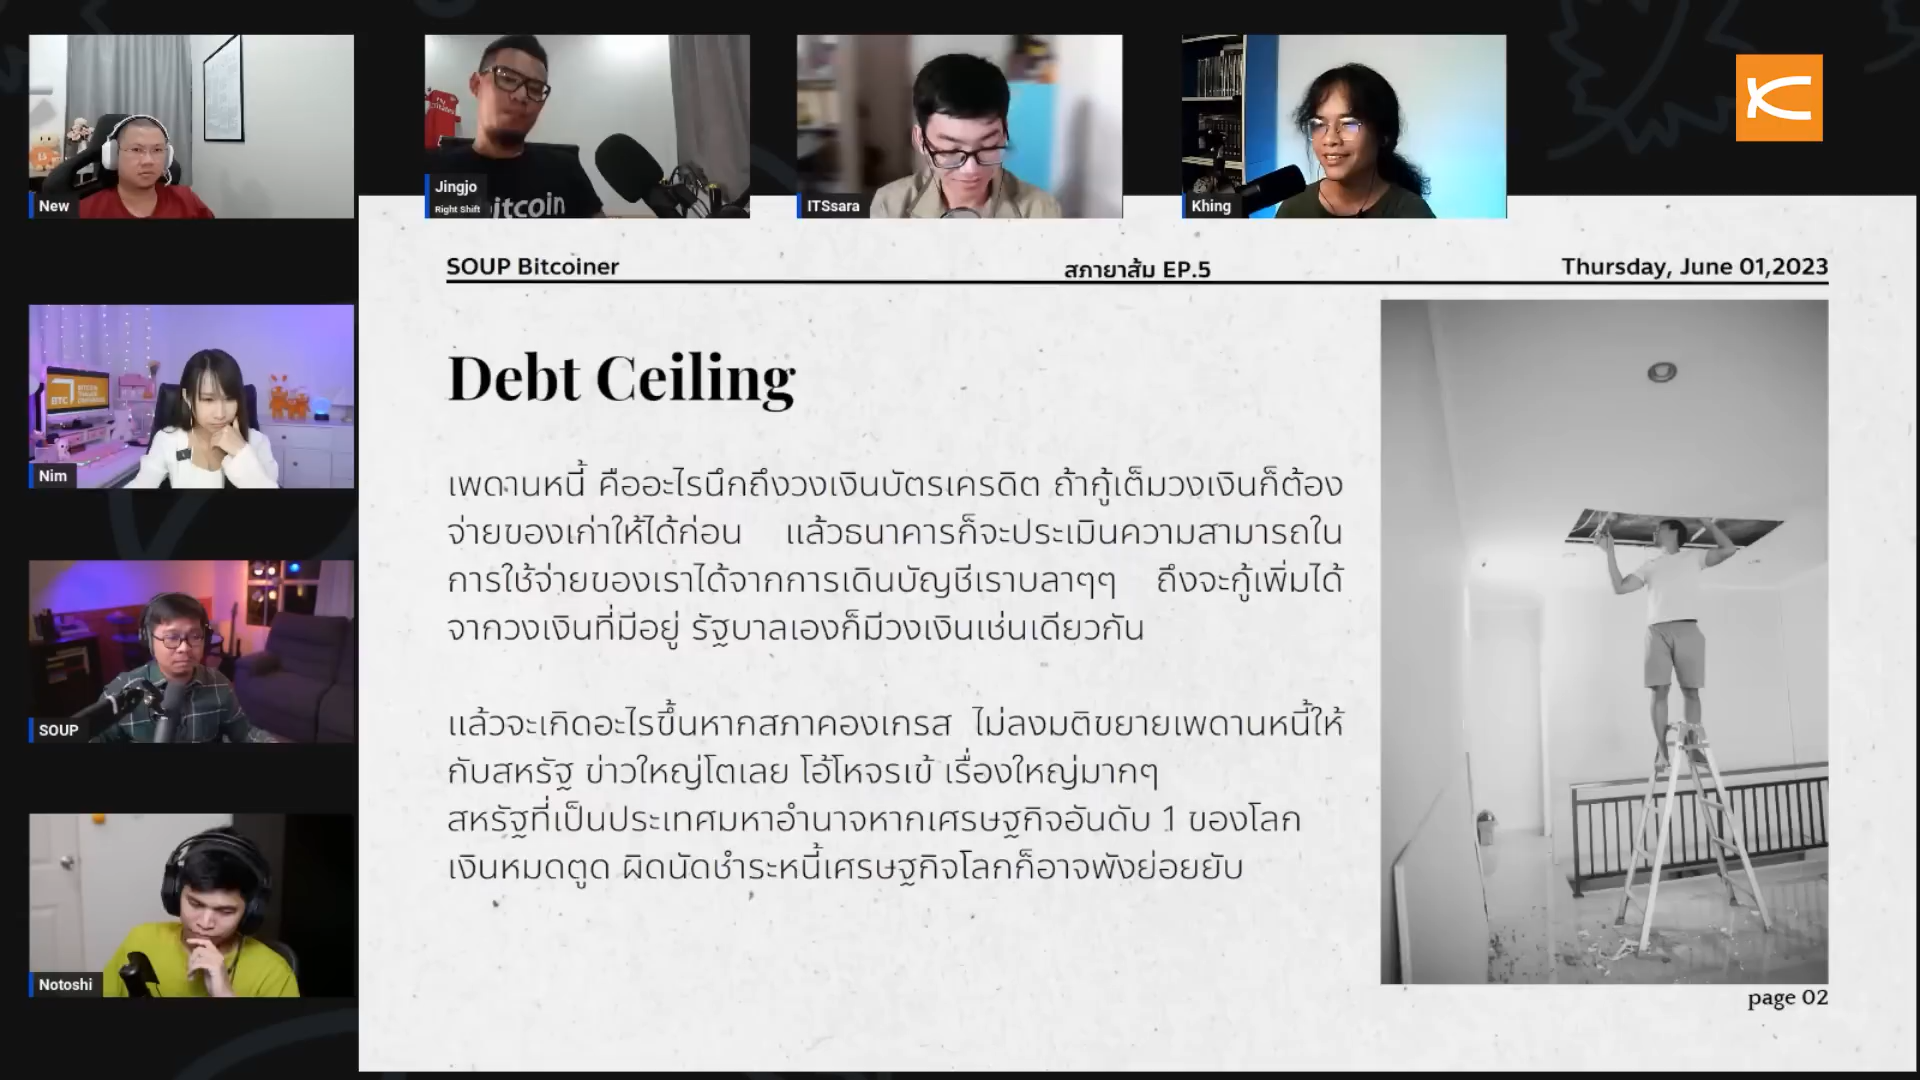 New
Jingjo
Right Shift
itcoin
ITSsara
Khing
Nim
SOUP
Notoshi
SOUP Bitcoiner
สภายาส้ม EP.5
Thursday, June 01,2023
Debt Ceiling
เพดานหนี้ คืออะไรนึกถึงวงเงินบัตรเครดิต ถ้ากู้เต็มวงเงินก็ต้อง
จ่ายของเก่าให้ได้ก่อน แล้วธนาคารก็จะประเมินความสามารถใน
การใช้จ่ายของเราได้จากการเดินบัญชีเราบลาๆๆ ถึงจะกู้เพิ่มได้
จากวงเงินที่มีอยู่ รัฐบาลเองก็มีวงเงินเช่นเดียวกัน
แล้วจะเกิดอะไรขึ้นหากสภาคองเกรส ไม่ลงมติขยายเพดานหนี้ให้
กับสหรัฐ ข่าวใหญ่โตเลย โอ้โหจรเข้ เรื่องใหญ่มากๆ
สหรัฐที่เป็นประเทศมหาอำนาจหากเศรษฐกิจอันดับ 1 ของโลก
เงินหมดตูด ผิดนัดชำระหนี้เศรษฐกิจโลกก็อาจพังย่อยยับ
page 02